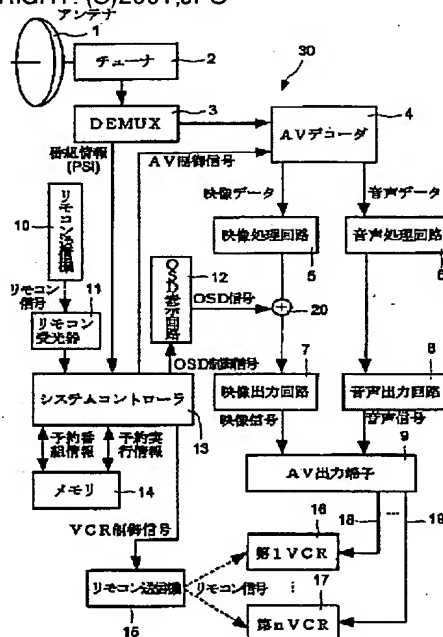 アンテナ
1
チューナ
2
30
3
DEMUX
4
AVデコーダ
番組情報
(PSI)
AV制御信号
映像データ
音声データ
10
リモコン送信機
映像処理回路
5
音声処理回路
6
リモコン
信号
11
リモコン
受光器
12
OSD表示回路
OSD信号
20
OSD制御信号
7
映像出力回路
8
音声出力回路
システムコントローラ
13
映像信号
音声信号
予約番
組情報
予約実
行情報
9
AV出力端子
メモリ
14
VCR制御信号
16
18
19
第1VCR
リモコン送信機
15
リモコン信号
17
第nVCR